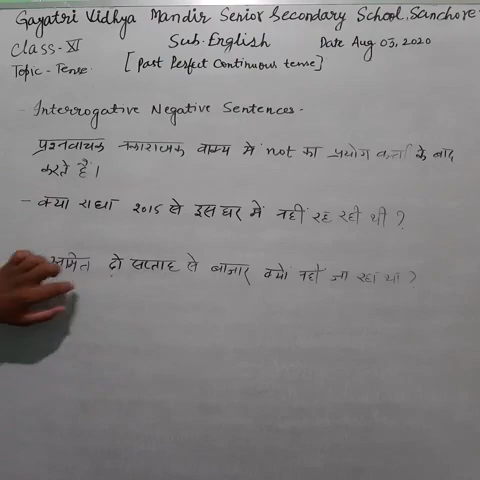 Gayatri Vidhya Mandir Senior Secondary School, Sanchore.
Class - XI Sub. English Date Aug 03, 2020
Topic - Tense. [Past Perfect Continuous tense]
- Interrogative Negative Sentences -
प्रश्नवाचक नकारात्मक वाक्य में not का प्रयोग कर्ता के बाद
करते हैं।
- क्या राधा 2015 से इस घर में नहीं रह रही थी ?
अमित दो सप्ताह से बाजार क्यों नहीं जा रहा था ?